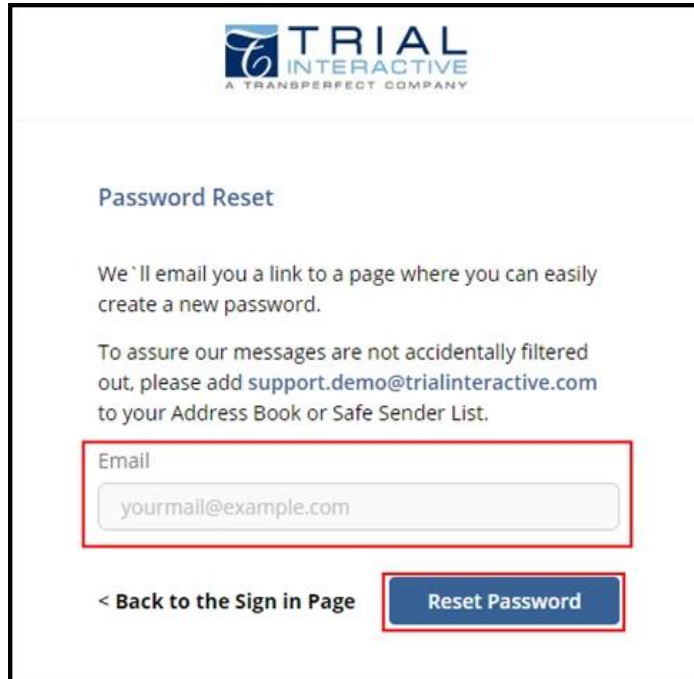 TRIAL
INTERACTIVE
A TRANSPERFECT COMPANY
Password Reset
We`ll email you a link to a page where you can easily
create a new password.
To assure our messages are not accidentally filtered
out, please add support.demo@trialinteractive.com
to your Address Book or Safe Sender List.
Email
yourmail@example.com
< Back to the Sign in Page
Reset Password